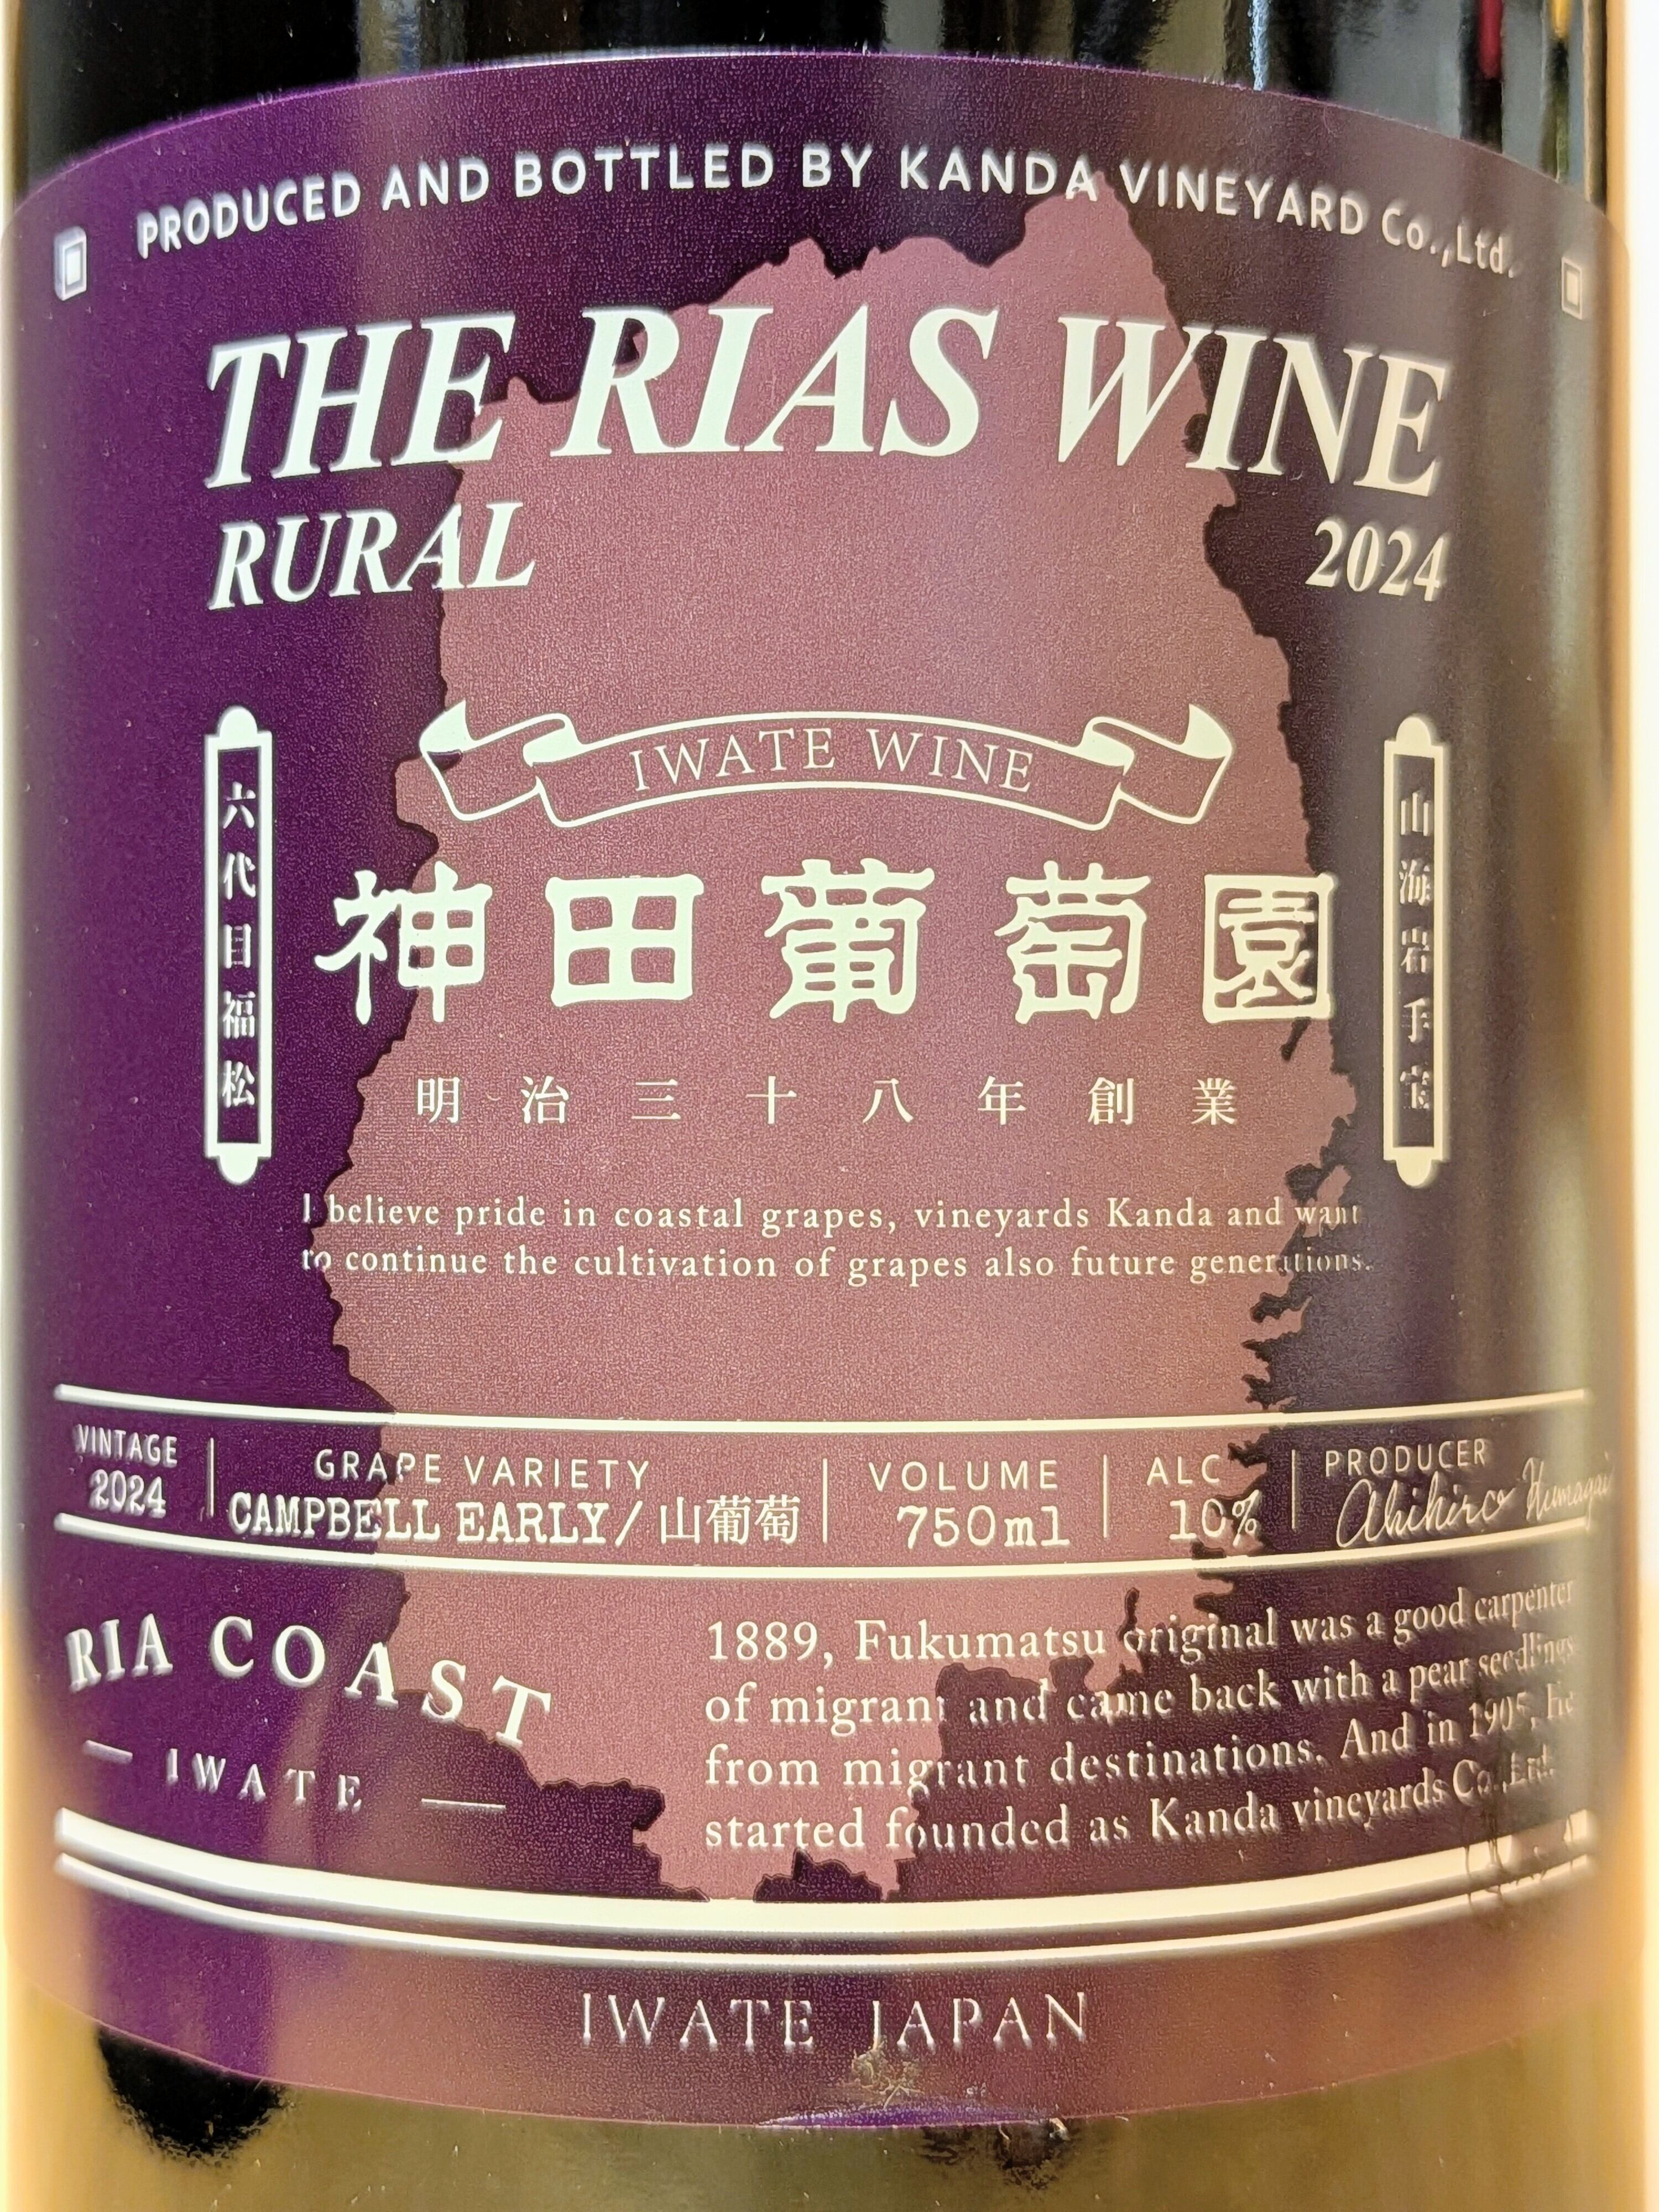 PRODUCED AND BOTTLED BY KANDA VINEYARD Co.,Ltd.
THE RIAS WINE
RURAL
2024
IWATE WINE
六代目福松
神田葡萄園
山海岩手宝
明治三十八年創業
I believe pride in coastal grapes, vineyards Kanda and want
to continue the cultivation of grapes also future generations.
VINTAGE
2024
GRAPE VARIETY
CAMPBELL EARLY/山葡萄
VOLUME
750ml
ALC
10%
PRODUCER
Akihiro Kumagai
RIA COAST
IWATE
1889, Fukumatsu original was a good carpenter
of migrant and came back with a pear seedlings
from migrant destinations. And in 1905, he
started founded as Kanda vineyards Co.,Ltd.
IWATE JAPAN